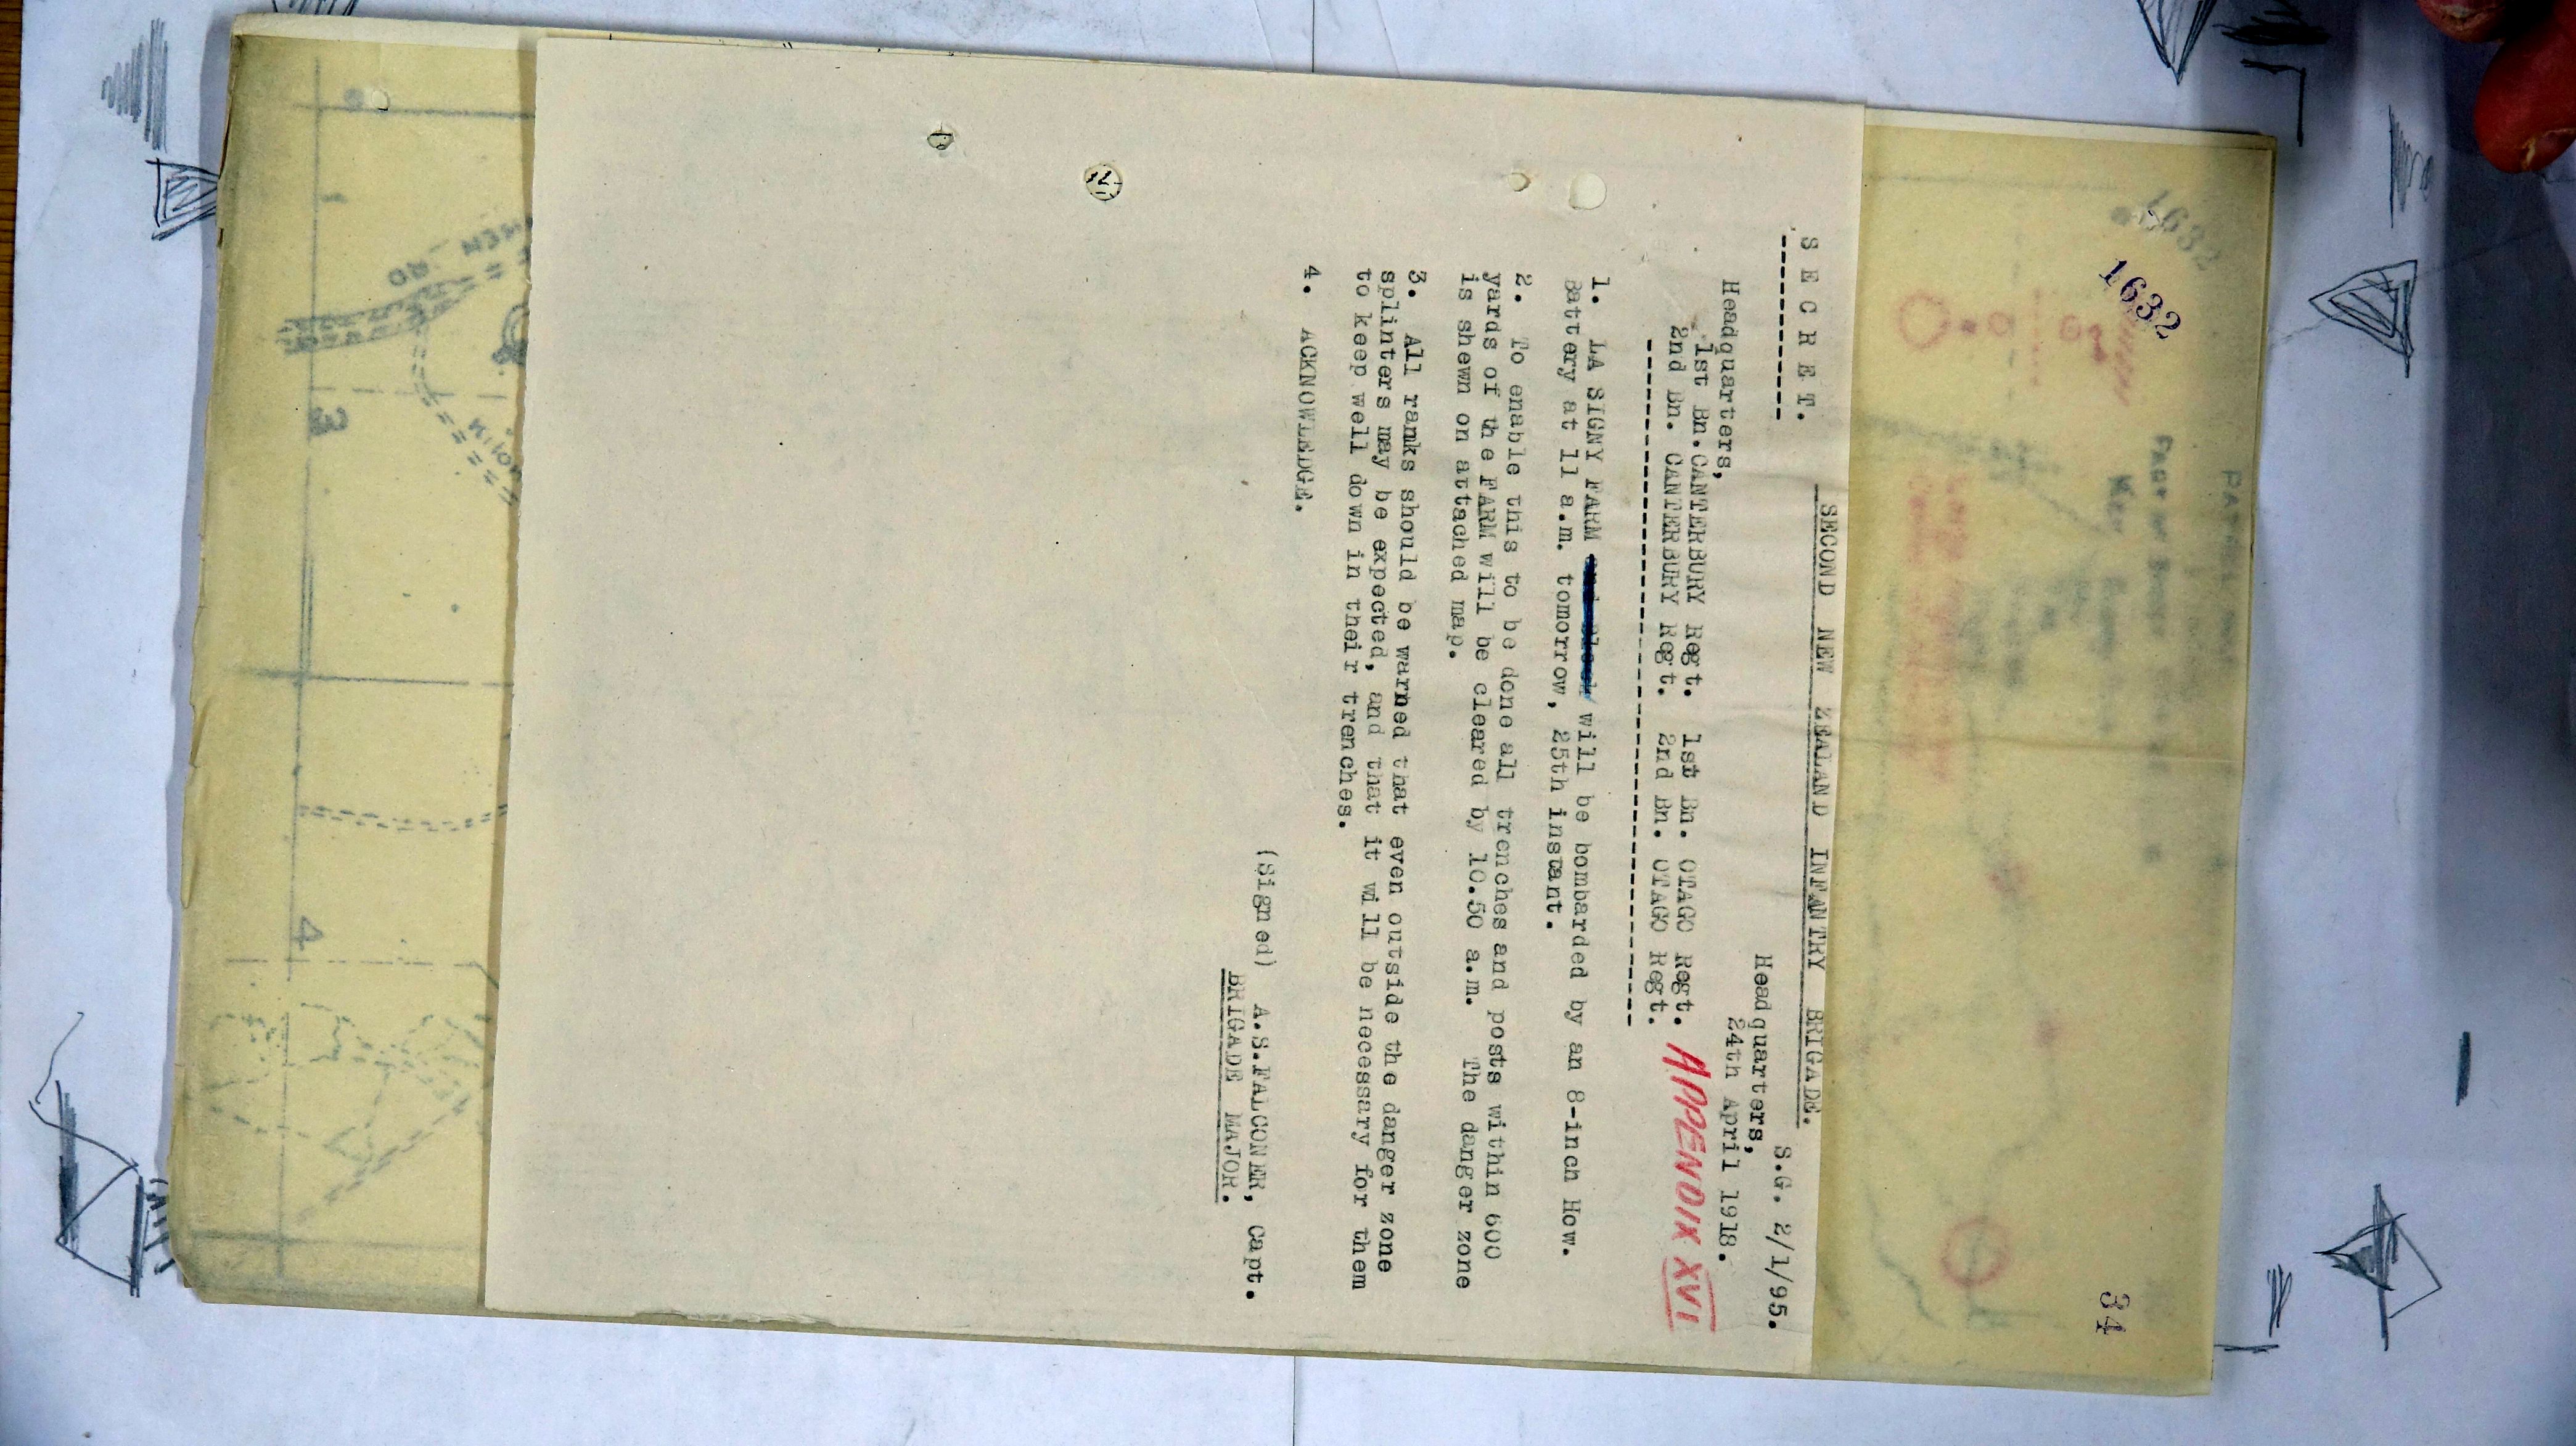 1632
34
SECRET.
SECOND NEW ZEALAND INFANTRY BRIGADE.
S.G. 2/1/95.
Headquarters,
24th April 1918.
Headquarters,
1st Bn. CANTERBURY Regt. 1st Bn. OTAGO Regt.
2nd Bn. CANTERBURY Regt. 2nd Bn. OTAGO Regt.
APPENDIX XVI
1. LA SIGNY FARM will be bombarded by an 8-inch How.
Battery at 11 a.m. tomorrow, 25th instant.
2. To enable this to be done all trenches and posts within 600
yards of the FARM will be cleared by 10.50 a.m. The danger zone
is shewn on attached map.
3. All ranks should be warned that even outside the danger zone
splinters may be expected, and that it will be necessary for them
to keep well down in their trenches.
4. ACKNOWLEDGE.
(Signed) A.S.FALCONER, Capt.
BRIGADE MAJOR.
3
4